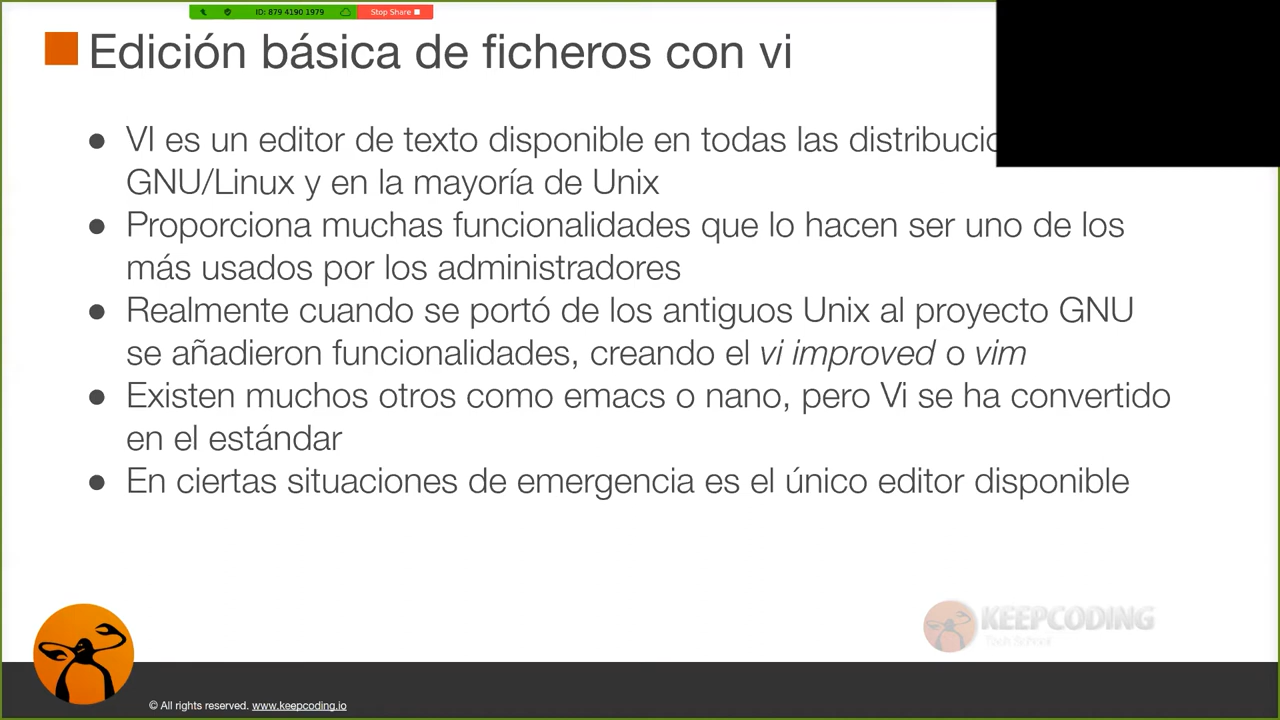 ID: 879 4190 1979
Stop Share
Edición básica de ficheros con vi
● VI es un editor de texto disponible en todas las
GNU/Linux y en la mayoría de Unix
● Proporciona muchas funcionalidades que lo hacen ser uno de los
más usados por los administradores
● Realmente cuando se portó de los antiguos Unix al proyecto GNU
se añadieron funcionalidades, creando el vi improved o vim
● Existen muchos otros como emacs o nano, pero Vi se ha convertido
en el estándar
● En ciertas situaciones de emergencia es el único editor disponible
KEEPCODING
Tech School
© All rights reserved. www.keepcoding.io